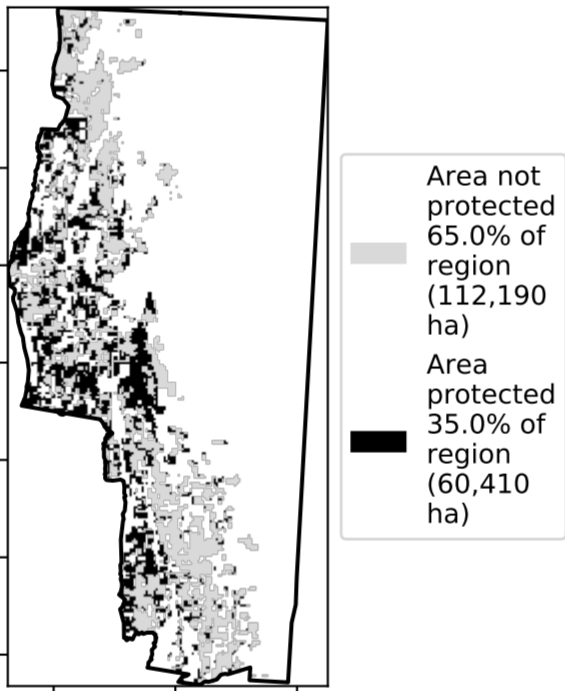 Area not
protected
65.0% of
region
(112,190
ha)
Area
protected
35.0% of
region
(60,410
ha)